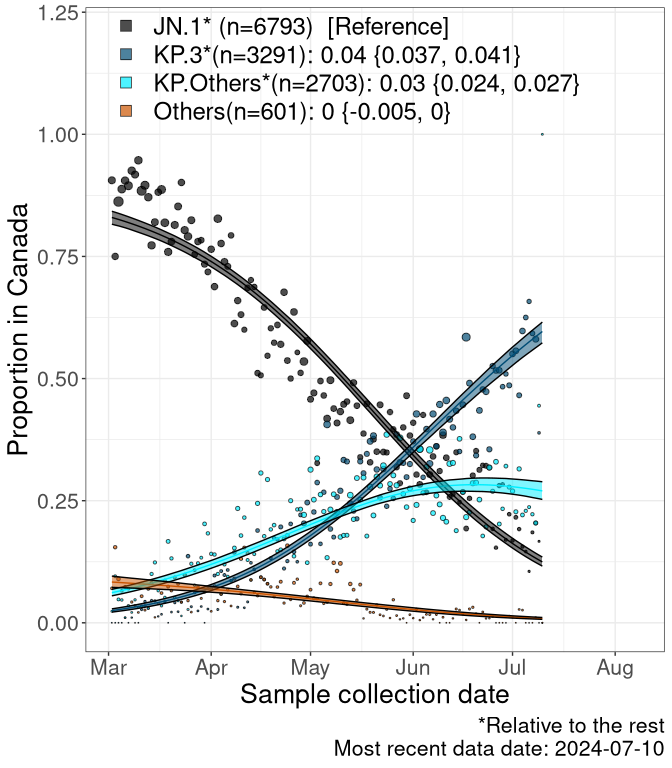 JN.1* (n=6793) [Reference]
KP.3*(n=3291): 0.04 {0.037, 0.041}
KP.Others*(n=2703): 0.03 {0.024, 0.027}
Others(n=601): 0 {-0.005, 0}
Proportion in Canada
1.25
1.00
0.75
0.50
0.25
0.00
Mar Apr May Jun Jul Aug
Sample collection date
*Relative to the rest
Most recent data date: 2024-07-10